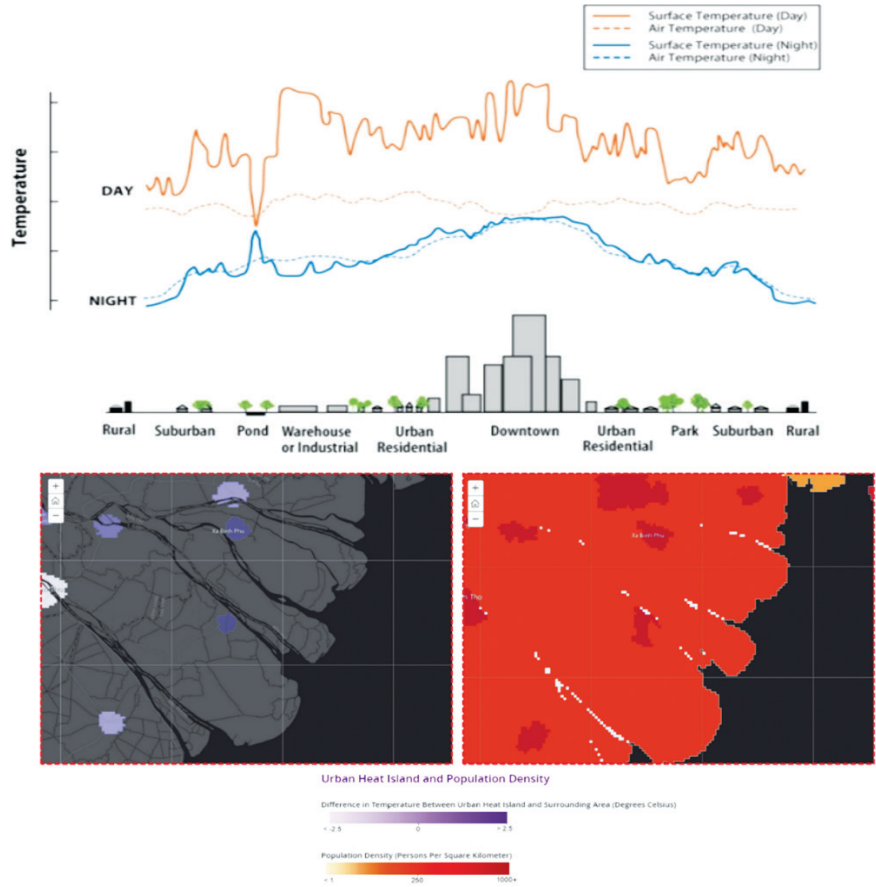 Surface Temperature (Day)
Air Temperature (Day)
Surface Temperature (Night)
Air Temperature (Night)
Temperature
DAY
NIGHT
Rural
Suburban
Pond
Warehouse
or Industrial
Urban
Residential
Downtown
Urban
Residential
Park
Suburban
Rural
+
−
Xa Binh Phu
+
−
Xa Binh Phu
Tho
Urban Heat Island and Population Density
Difference in Temperature Between Urban Heat Island and Surrounding Area (Degrees Celsius)
< -2.5 0 > 2.5
Population Density (Persons Per Square Kilometer)
< 1 250 1000+